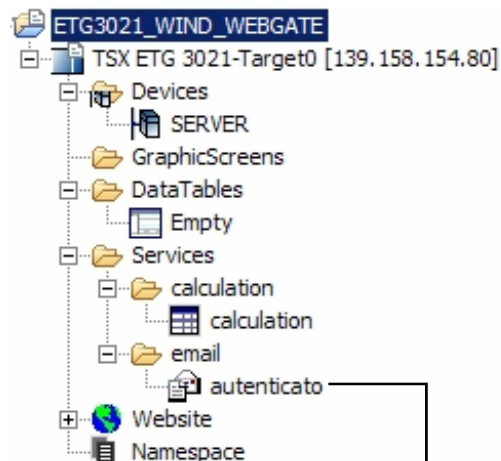 ETG3021_WIND_WEBGATE
TSX ETG 3021-Target0 [139.158.154.80]
Devices
SERVER
GraphicScreens
DataTables
Empty
Services
calculation
calculation
email
autenticato
Website
Namespace